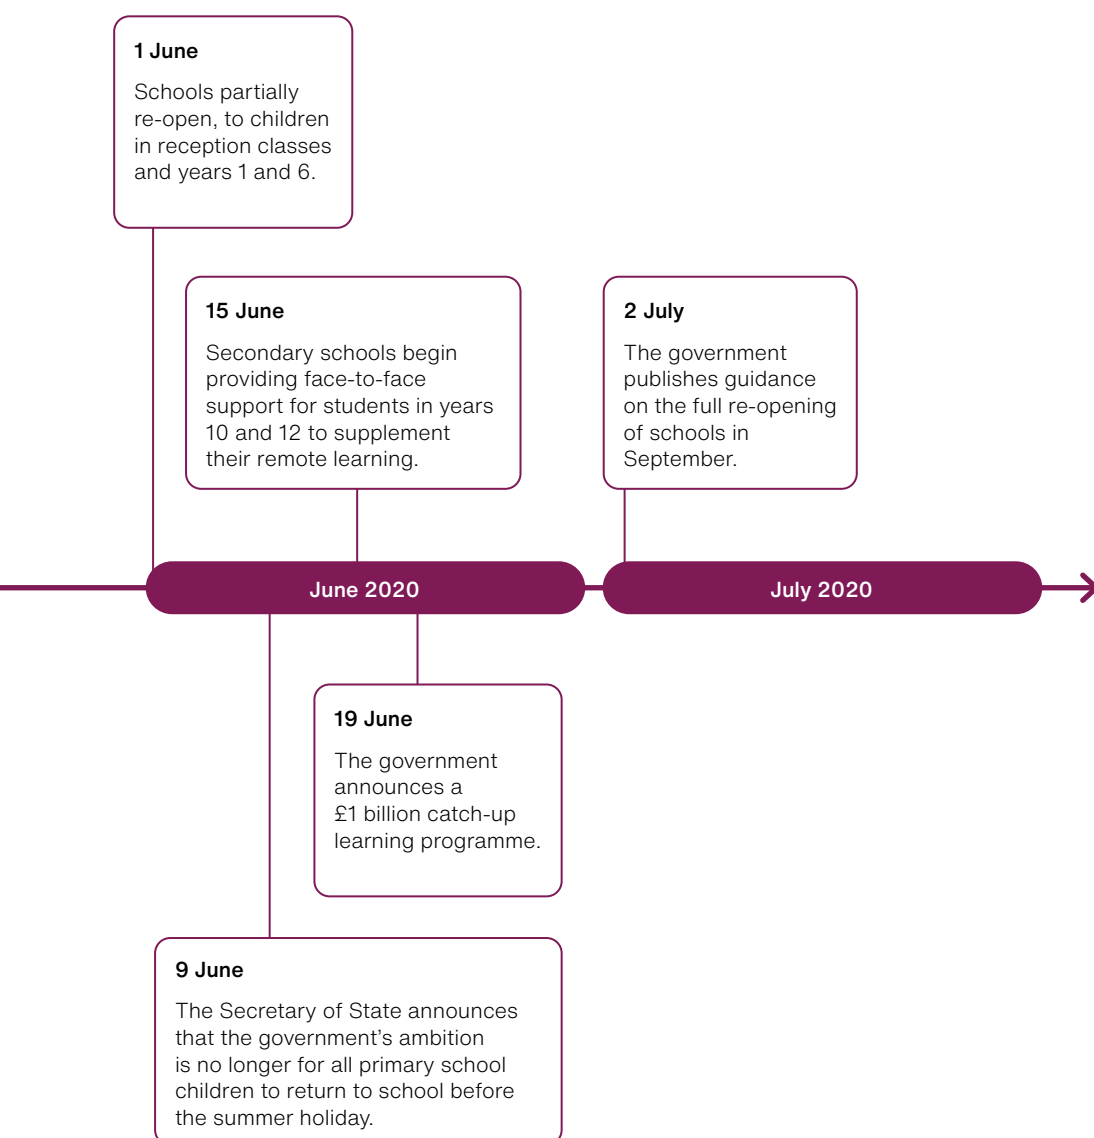 1 June
Schools partially
re-open, to children
in reception classes
and years 1 and 6.
15 June
Secondary schools begin
providing face-to-face
support for students in years
10 and 12 to supplement
their remote learning.
2 July
The government
publishes guidance
on the full re-opening
of schools in
September.
June 2020
July 2020
19 June
The government
announces a
£1 billion catch-up
learning programme.
9 June
The Secretary of State announces
that the government’s ambition
is no longer for all primary school
children to return to school before
the summer holiday.